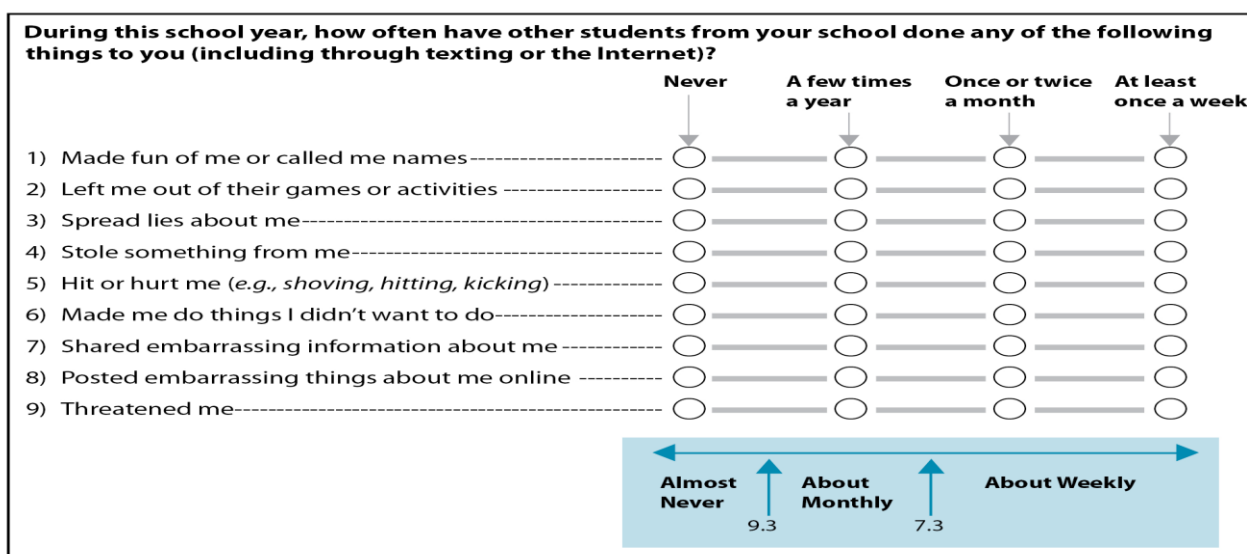 During this school year, how often have other students from your school done any of the following
things to you (including through texting or the Internet)?
Never A few times a year Once or twice a month At least once a week
1) Made fun of me or called me names
2) Left me out of their games or activities
3) Spread lies about me
4) Stole something from me
5) Hit or hurt me (e.g., shoving, hitting, kicking)
6) Made me do things I didn't want to do
7) Shared embarrassing information about me
8) Posted embarrassing things about me online
9) Threatened me
Almost Never About Monthly About Weekly
9.3 7.3